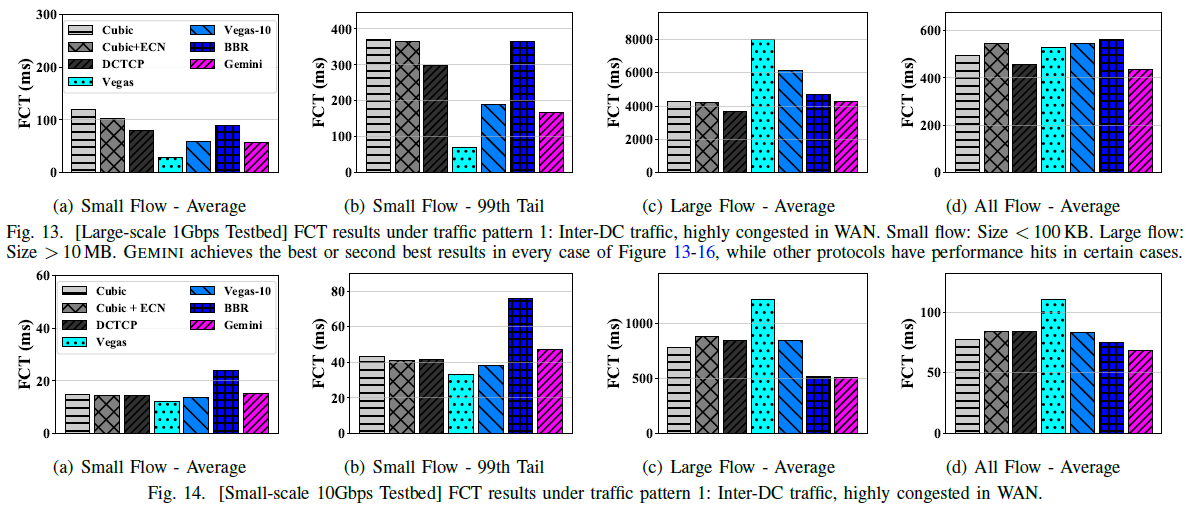 300
200
100
0
FCT (ms)
Cubic
Cubic+ECN
DCTCP
Vegas
Vegas-10
BBR
Gemini
400
300
200
100
0
FCT (ms)
8000
6000
4000
2000
0
FCT (ms)
600
400
200
0
FCT (ms)
(a) Small Flow - Average
(b) Small Flow - 99th Tail
(c) Large Flow - Average
(d) All Flow - Average
Fig. 13. [Large-scale 1Gbps Testbed] FCT results under traffic pattern 1: Inter-DC traffic, highly congested in WAN. Small flow: Size < 100 KB. Large flow:
Size > 10 MB. GEMINI achieves the best or second best results in every case of Figure 13-16, while other protocols have performance hits in certain cases.
60
40
20
0
FCT (ms)
Cubic
Cubic + ECN
DCTCP
Vegas
Vegas-10
BBR
Gemini
80
60
40
20
0
FCT (ms)
1000
500
0
FCT (ms)
100
50
0
FCT (ms)
(a) Small Flow - Average
(b) Small Flow - 99th Tail
(c) Large Flow - Average
(d) All Flow - Average
Fig. 14. [Small-scale 10Gbps Testbed] FCT results under traffic pattern 1: Inter-DC traffic, highly congested in WAN.